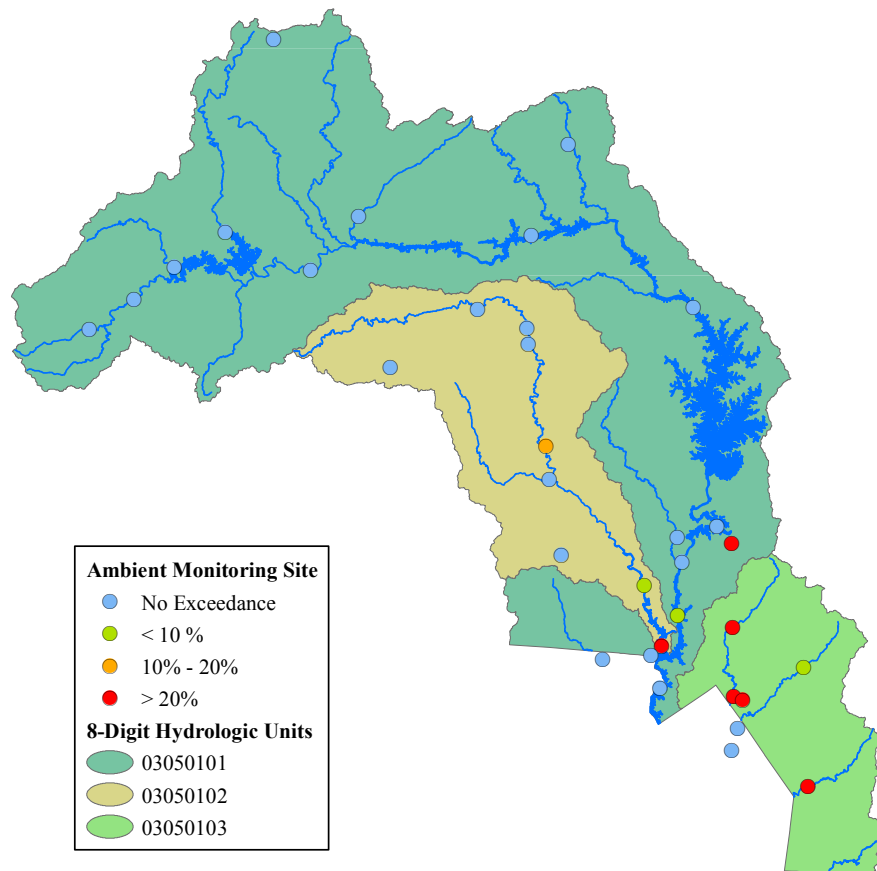 Ambient Monitoring Site
No Exceedance
< 10 %
10% - 20%
> 20%
8-Digit Hydrologic Units
03050101
03050102
03050103